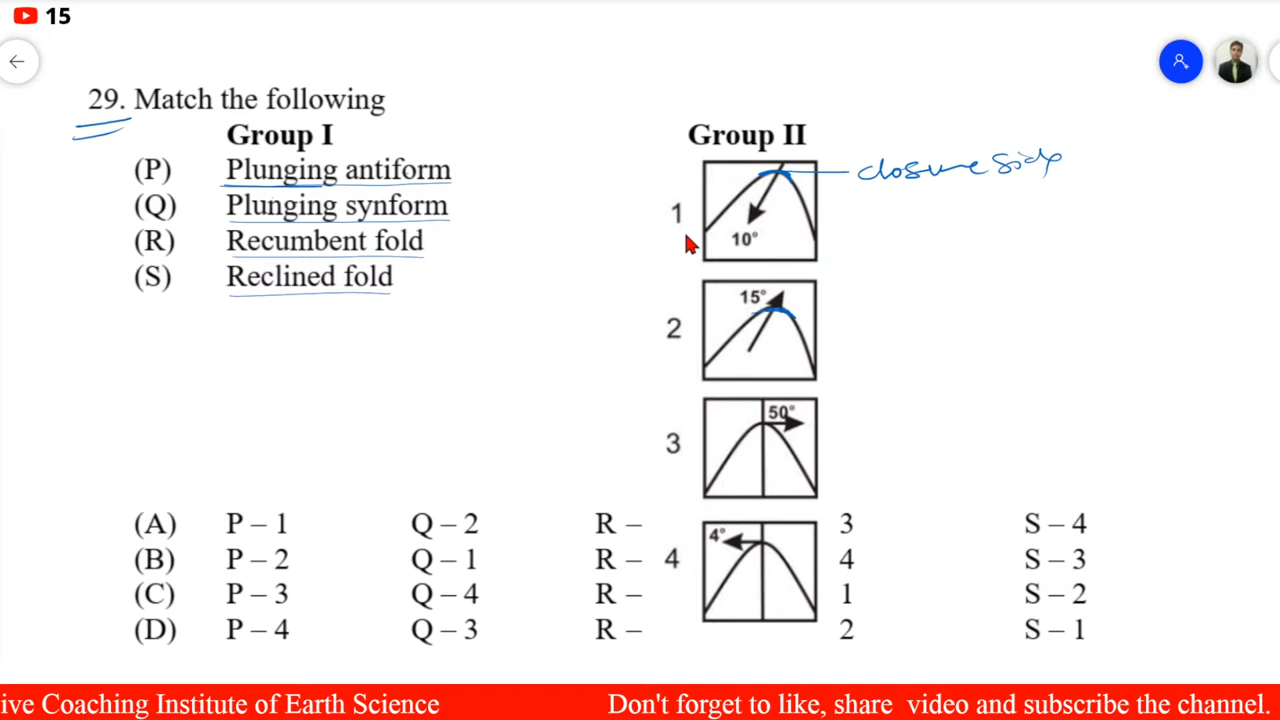 15
29. Match the following
Group I
Group II
(P) Plunging antiform
(Q) Plunging synform
(R) Recumbent fold
(S) Reclined fold
closure side
1
10°
2
15°
3
50°
4
4°
(A) P – 1 Q – 2 R – 3 S – 4
(B) P – 2 Q – 1 R – 4 S – 3
(C) P – 3 Q – 4 R – 1 S – 2
(D) P – 4 Q – 3 R – 2 S – 1
ive Coaching Institute of Earth Science Don't forget to like, share video and subscribe the channel.